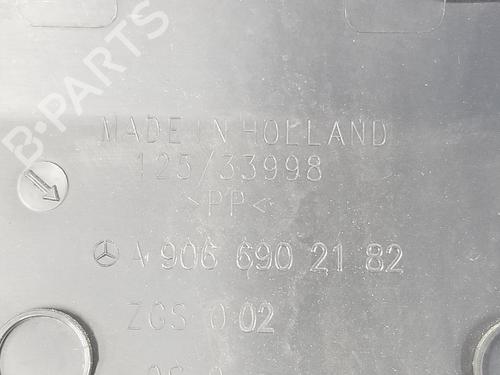 B-PARTS
MADE IN HOLLAND
125/33998
>PP<
A 906 690 21 82
ZGS 002